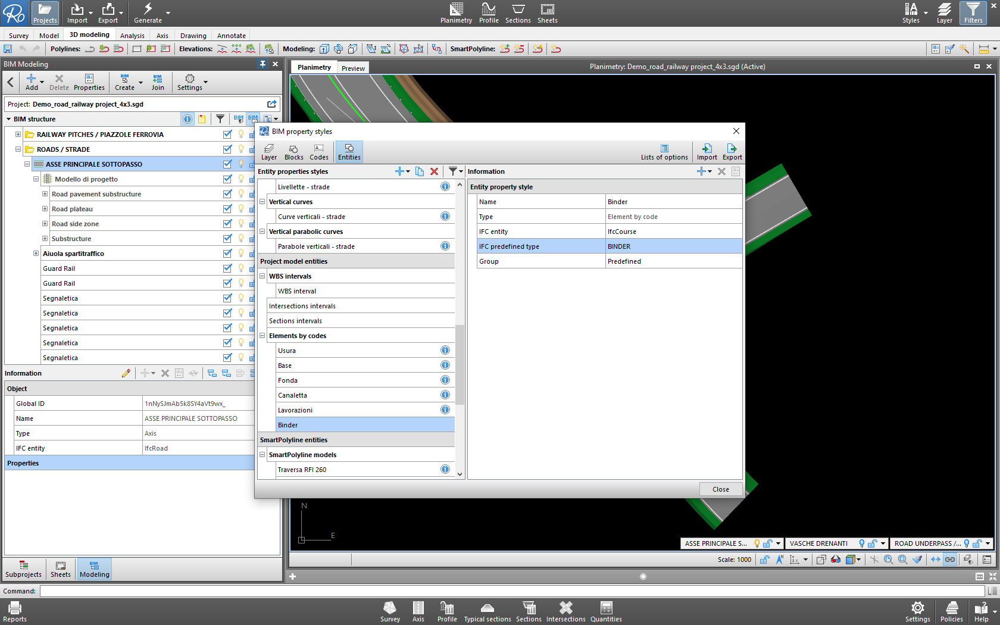 Ro
Projects
Import
Export
Generate
Planimetry
Profile
Sections
Sheets
Styles
Layer
Filters
Survey
Model
3D modeling
Analysis
Axis
Drawing
Annotate
Polylines:
Elevations:
Modeling:
SmartPolyline:
BIM Modeling
Planimetry
Preview
Planimetry: Demo_road_railway project_4x3.sgd (Active)
Add
Delete
Properties
BIM
Create
BIM
Join
Settings
Project: Demo_road_railway project_4x3.sgd
BIM structure
BIM
BIM
RAILWAY PITCHES / PIAZZOLE FERROVIA
ROADS / STRADE
ASSE PRINCIPALE SOTTOPASSO
Modello di progetto
Road pavement substructure
Road plateau
Road side zone
Substructure
Aiuola spartitraffico
Guard Rail
Guard Rail
Segnaletica
Segnaletica
Segnaletica
Segnaletica
Segnaletica
Information
Object
Global ID 1nNySJmAb5k8SY4aVt9wx_
Name ASSE PRINCIPALE SOTTOPASSO
Type Axis
IFC entity IfcRoad
Properties
BIM property styles
Layer
Blocks
A...
Codes
Entities
Lists of options
Import
Export
Entity properties styles
Livellette - strade
Vertical curves
Curve verticali - strade
Vertical parabolic curves
Parabole verticali - strade
Project model entities
WBS intervals
WBS interval
Intersections intervals
Sections intervals
Elements by codes
Usura
Base
Fonda
Canaletta
Lavorazioni
Binder
SmartPolyline entities
SmartPolyline models
Traversa RFI 260
Information
Entity property style
Name Binder
Type Element by code
IFC entity IfcCourse
IFC predefined type BINDER
Group Predefined
Close
N
E
ASSE PRINCIPALE S...
VASCHE DRENANTI
ROAD UNDERPASS /...
Scale: 1000
Subprojects
Sheets
BIM
Modeling
Command:
Reports
Survey
Axis
Profile
Typical sections
Sections
Intersections
Quantities
Settings
Policies
Help